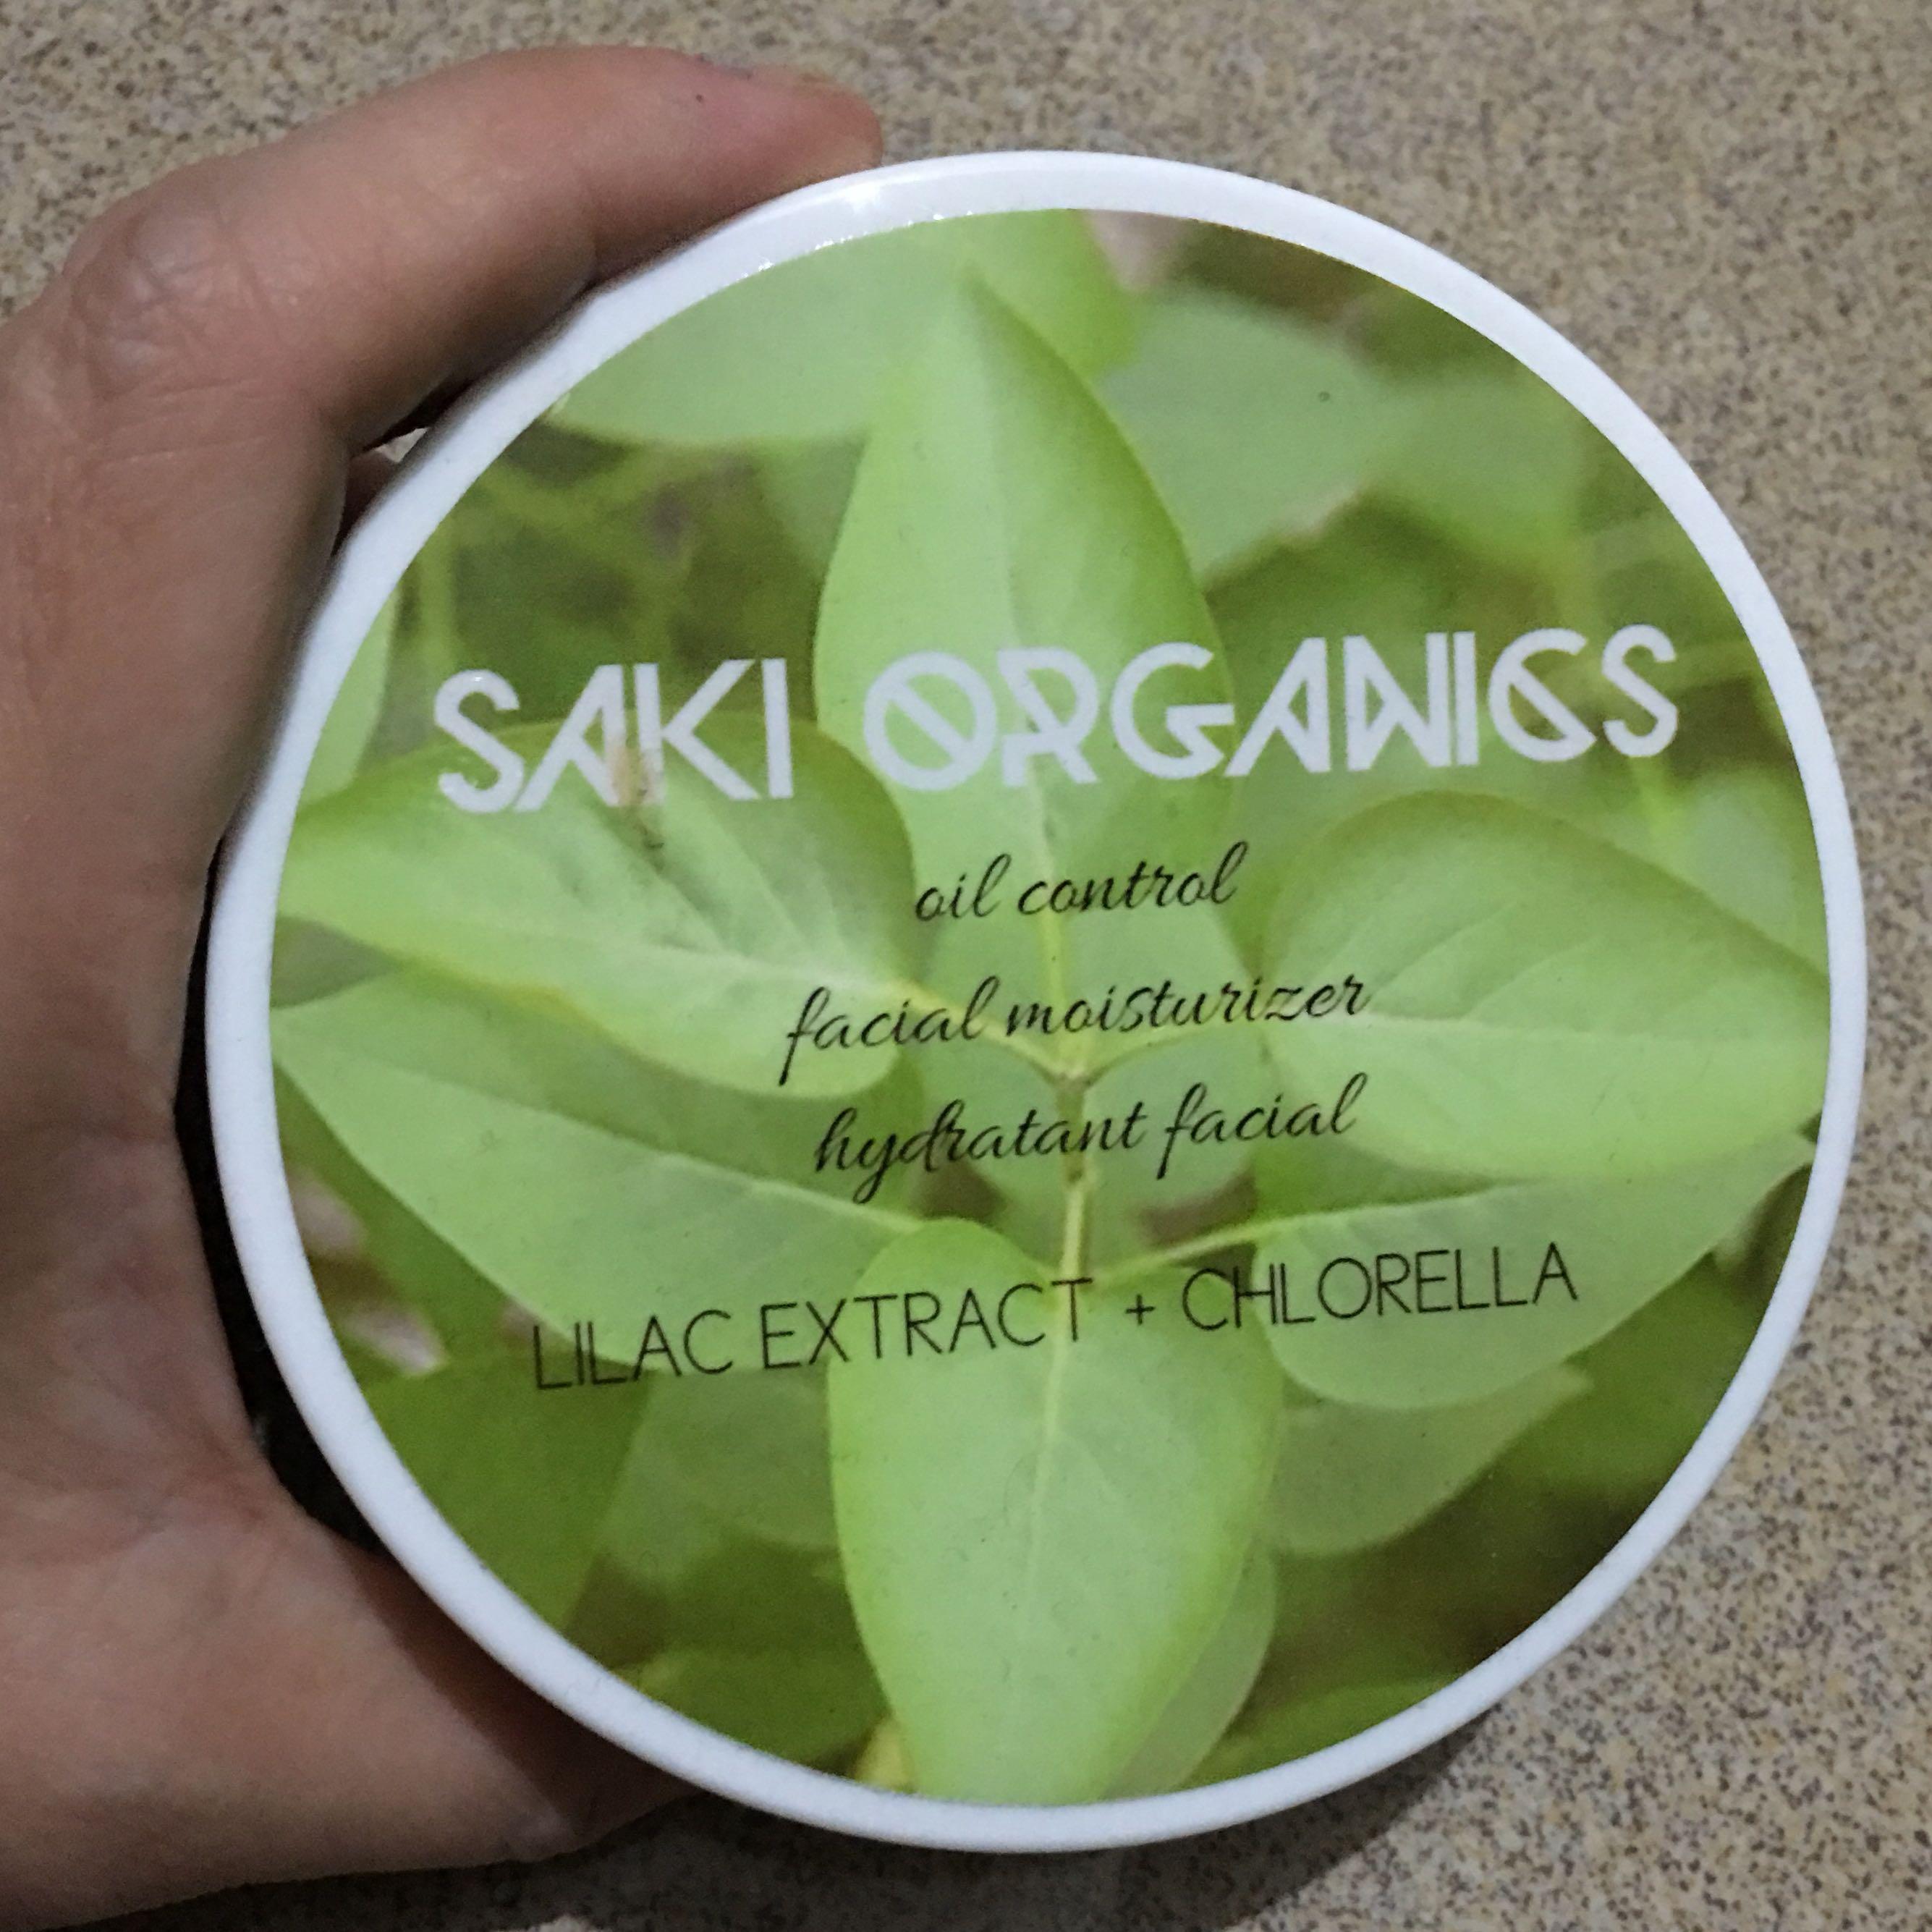 SAKI ORGANICS
oil control
facial moisturizer
hydratant facial
LILAC EXTRACT + CHLORELLA